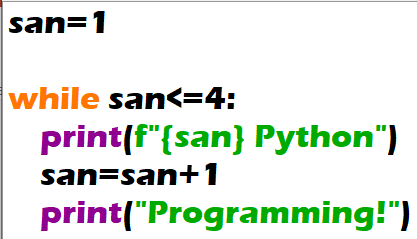 san=1
while san<=4:
    print(f"{san} Python")
    san=san+1
    print("Programming!")